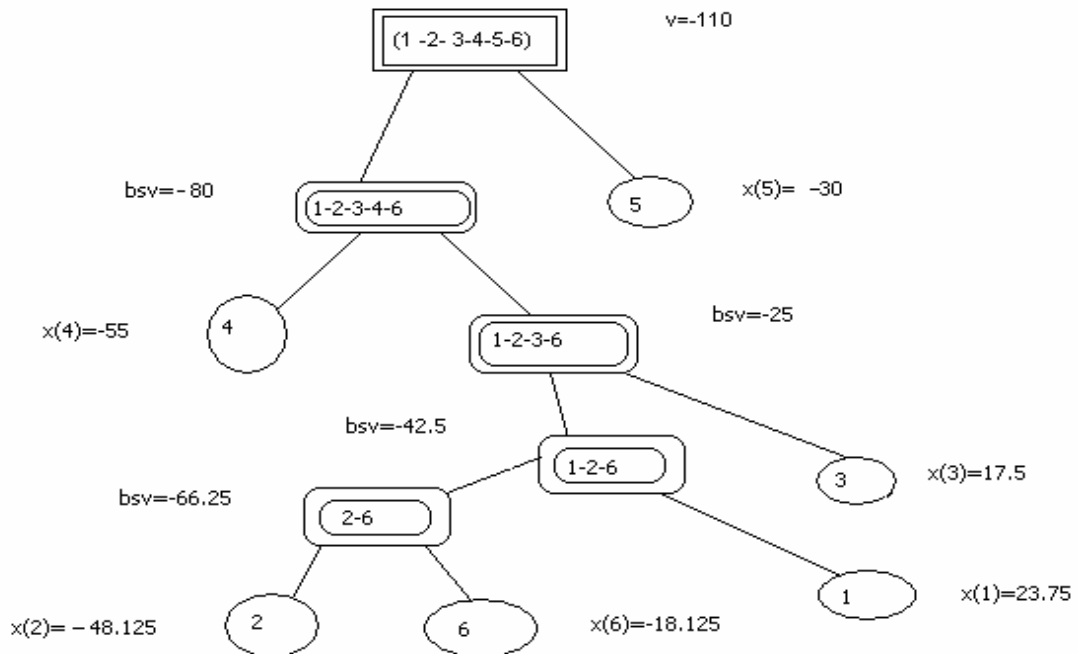 v=-110
(1 -2- 3-4-5-6)
bsv=-80
1-2-3-4-6
5
x(5)= -30
x(4)=-55
4
1-2-3-6
bsv=-25
bsv=-42.5
1-2-6
3
x(3)=17.5
bsv=-66.25
2-6
1
x(1)=23.75
x(2)=-48.125
2
6
x(6)=-18.125